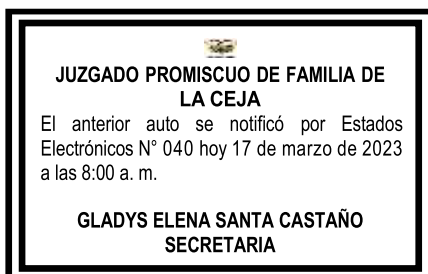 JUZGADO PROMISCUO DE FAMILIA DE
LA CEJA
El anterior auto se notificó por Estados
Electrónicos N° 040 hoy 17 de marzo de 2023
a las 8:00 a. m.
GLADYS ELENA SANTA CASTAÑO
SECRETARIA